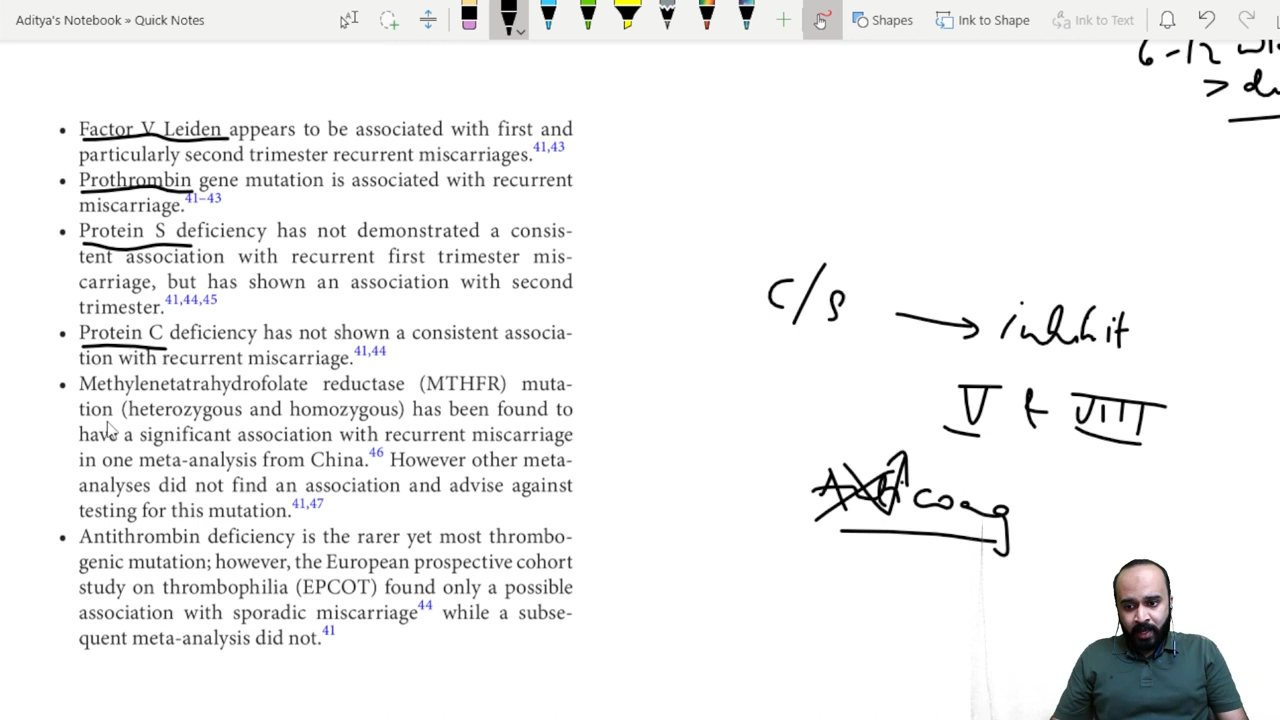 Aditya's Notebook » Quick Notes
Shapes
Ink to Shape
Ink to Text
6-12
>
• Factor V Leiden appears to be associated with first and
particularly second trimester recurrent miscarriages.41,43
• Prothrombin gene mutation is associated with recurrent
miscarriage.41–43
• Protein S deficiency has not demonstrated a consis-
tent association with recurrent first trimester mis-
carriage, but has shown an association with second
trimester.41,44,45
• Protein C deficiency has not shown a consistent associa-
tion with recurrent miscarriage.41,44
• Methylenetatrahydrofolate reductase (MTHFR) muta-
tion (heterozygous and homozygous) has been found to
have a significant association with recurrent miscarriage
in one meta-analysis from China.46 However other meta-
analyses did not find an association and advise against
testing for this mutation.41,47
• Antithrombin deficiency is the rarer yet most thrombo-
genic mutation; however, the European prospective cohort
study on thrombophilia (EPCOT) found only a possible
association with sporadic miscarriage44 while a subse-
quent meta-analysis did not.41
C/S → inhibit
V & VIII
↑ coag